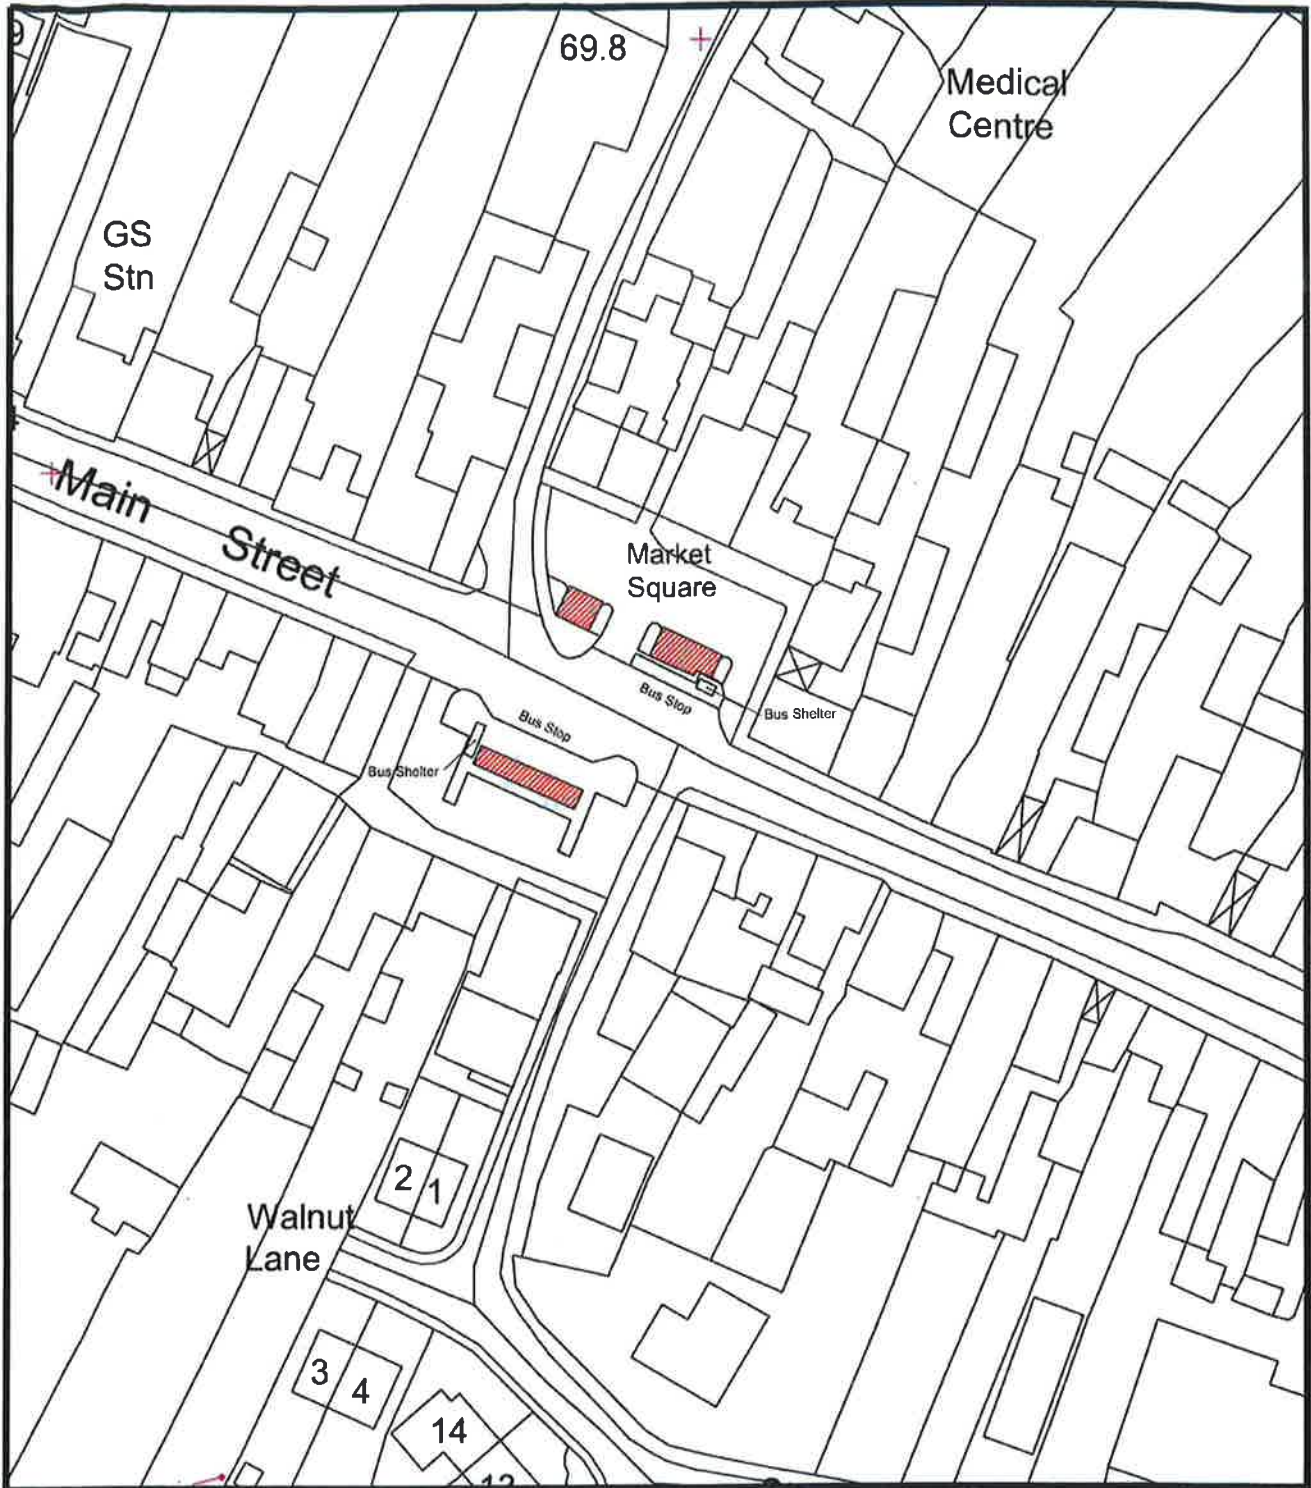 9
69.8
Medical
Centre
GS
Stn
Main
Street
Market
Square
Bus Stop
Bus Shelter
Bus Stop
Bus Shelter
2
1
Walnut
Lane
3
4
14